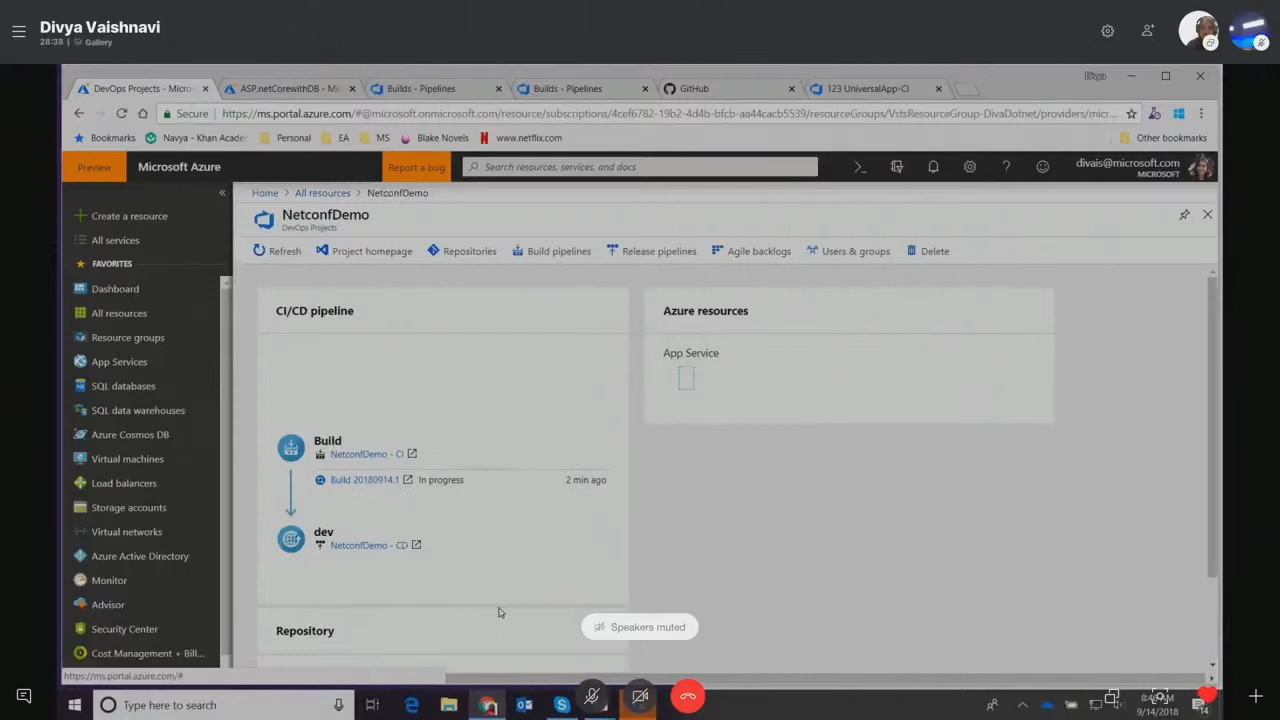 Divya Vaishnavi
28:38 | Gallery
DevOps Projects - Micro
ASP.netCorewithDB - Mi
Builds - Pipelines
Builds - Pipelines
GitHub
123 UniversalApp-CI
Divya
Secure
https://ms.portal.azure.com/#@microsoft.onmicrosoft.com/resource/subscriptions/4cef6782-19b2-4d4b-bfcb-aa44cacb5539/resourceGroups/VstsResourceGroup-DivaDotnet/providers/micr...
Bookmarks
Navya - Khan Acade
Personal
EA
MS
Blake Novels
www.netflix.com
Other bookmarks
Preview
Microsoft Azure
Report a bug
Search resources, services, and docs
divais@microsoft.com
MICROSOFT
Create a resource
All services
FAVORITES
Dashboard
All resources
Resource groups
App Services
SQL databases
SQL data warehouses
Azure Cosmos DB
Virtual machines
Load balancers
Storage accounts
Virtual networks
Azure Active Directory
Monitor
Advisor
Security Center
Cost Management + Bill...
https://ms.portal.azure.com/#
Home > All resources > NetconfDemo
NetconfDemo
DevOps Projects
Refresh
Project homepage
Repositories
Build pipelines
Release pipelines
Agile backlogs
Users & groups
Delete
CI/CD pipeline
Build
NetconfDemo - CI
Build 20180914.1
In progress
2 min ago
dev
NetconfDemo - CD
Repository
Azure resources
App Service
Speakers muted
Type here to search
9/14/2018
14